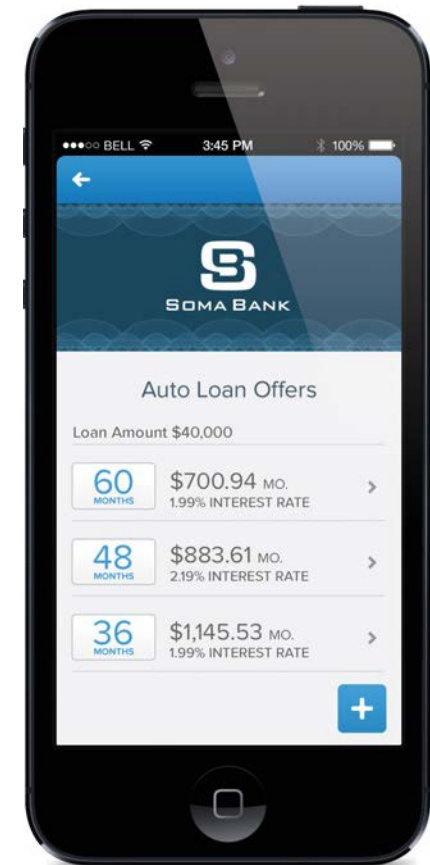 BELL 3:45 PM 100%
SB
SOMA BANK
Auto Loan Offers
Loan Amount $40,000
60 MONTHS $700.94 MO.
1.99% INTEREST RATE
48 MONTHS $883.61 MO.
2.19% INTEREST RATE
36 MONTHS $1,145.53 MO.
1.99% INTEREST RATE
+